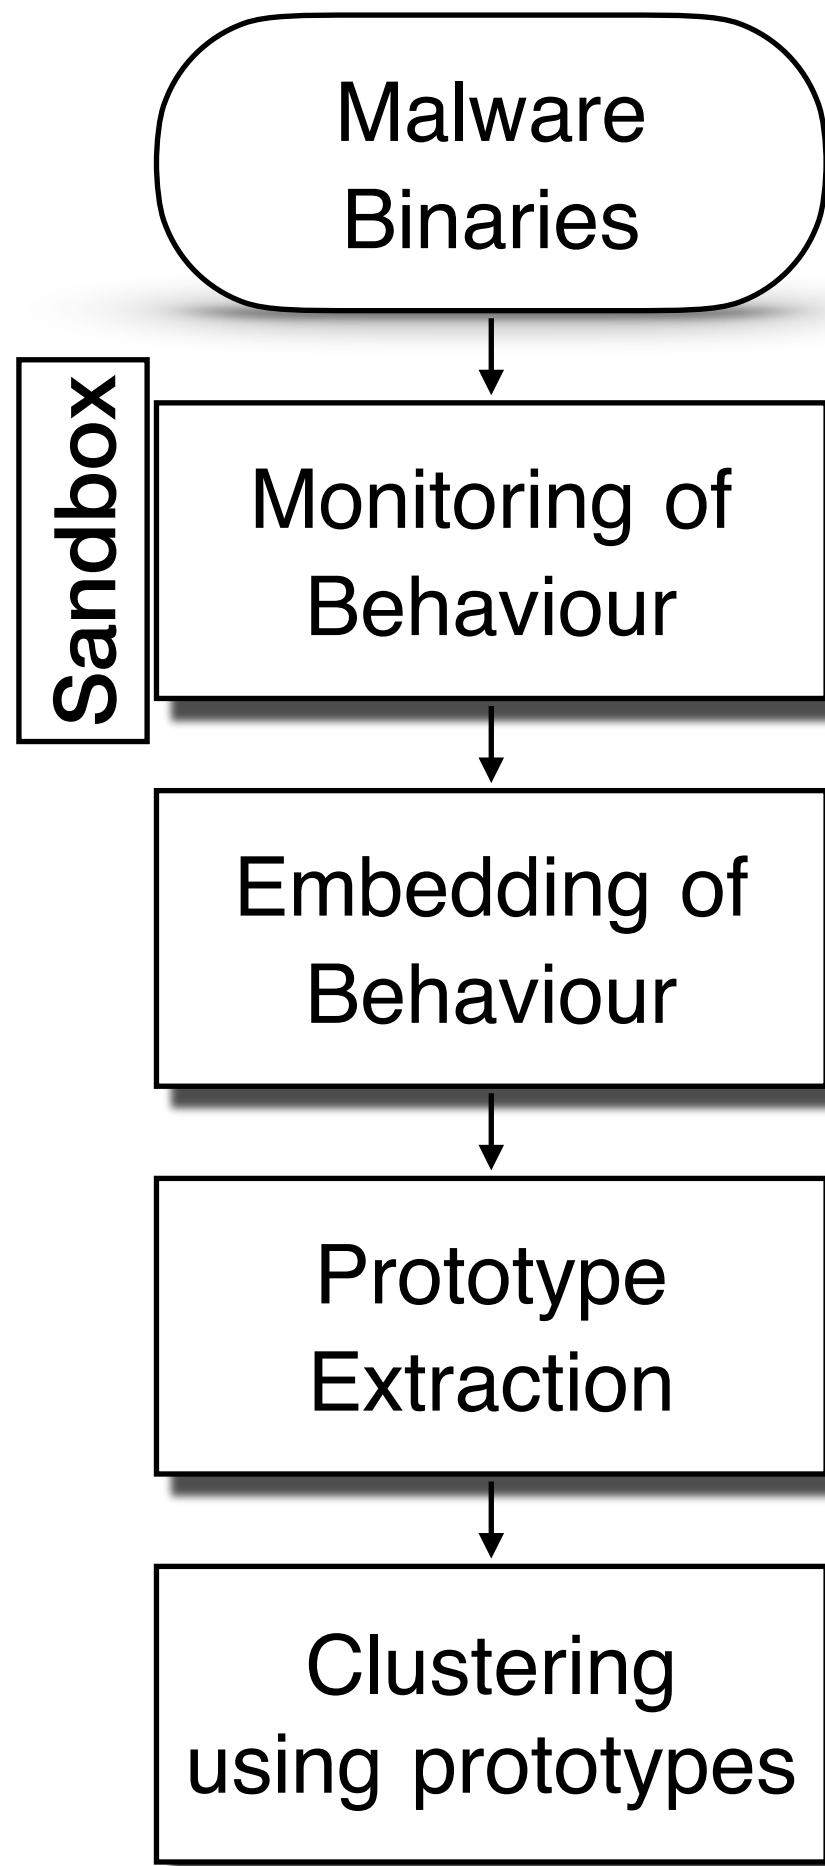 Malware
Binaries
Sandbox
Monitoring of
Behaviour
Embedding of
Behaviour
Prototype
Extraction
Clustering
using prototypes